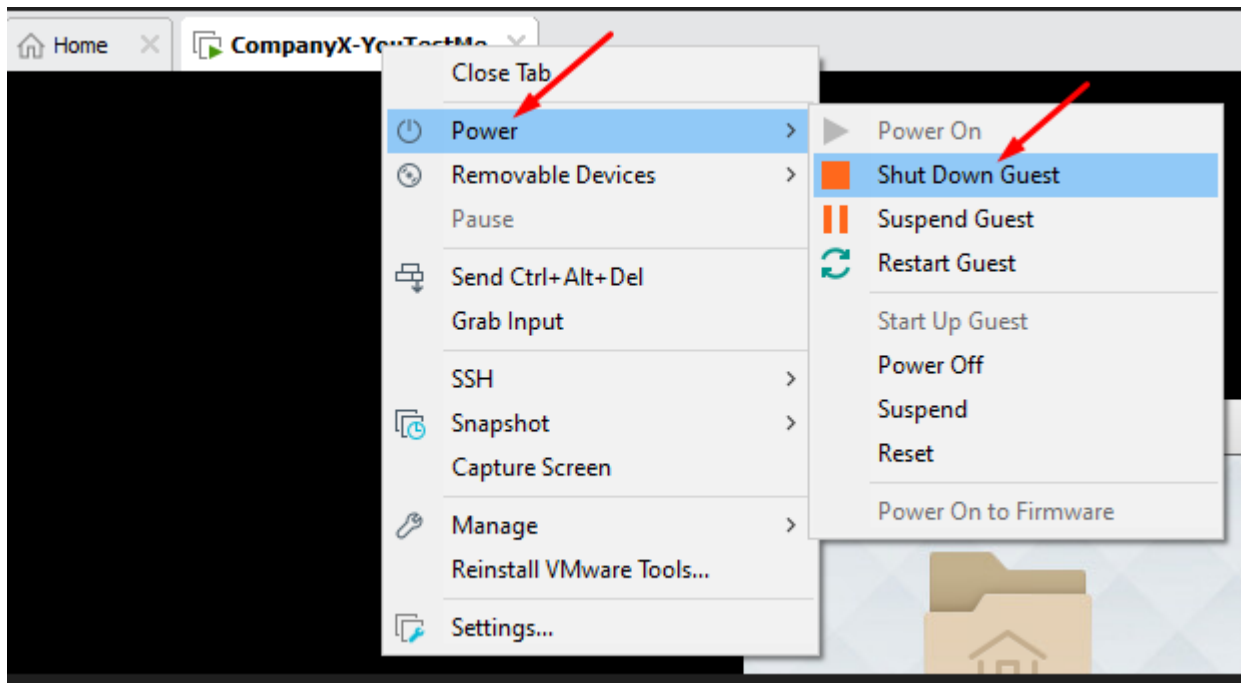 Home
CompanyX-YouTestMe
Close Tab
Power
Removable Devices
Pause
Send Ctrl+Alt+Del
Grab Input
SSH
Snapshot
Capture Screen
Manage
Reinstall VMware Tools...
Settings...
Power On
Shut Down Guest
Suspend Guest
Restart Guest
Start Up Guest
Power Off
Suspend
Reset
Power On to Firmware